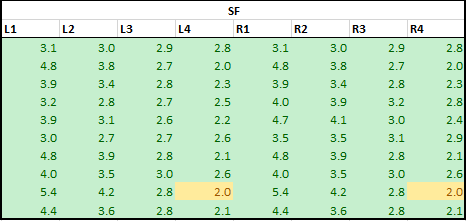 SF
L1 L2 L3 L4 R1 R2 R3 R4
3.1 3.0 2.9 2.8 3.1 3.0 2.9 2.8
4.8 3.8 2.7 2.0 4.8 3.8 2.7 2.0
3.9 3.4 2.8 2.3 3.9 3.4 2.8 2.3
3.2 2.8 2.7 2.5 4.0 3.9 3.2 2.8
3.9 3.1 2.6 2.2 4.7 4.1 3.0 2.4
3.0 2.7 2.7 2.6 3.5 3.5 3.1 2.9
4.8 3.9 2.8 2.1 4.8 3.9 2.8 2.1
4.0 3.5 3.0 2.6 4.0 3.5 3.0 2.6
5.4 4.2 2.8 2.0 5.4 4.2 2.8 2.0
4.4 3.6 2.8 2.1 4.4 3.6 2.8 2.1